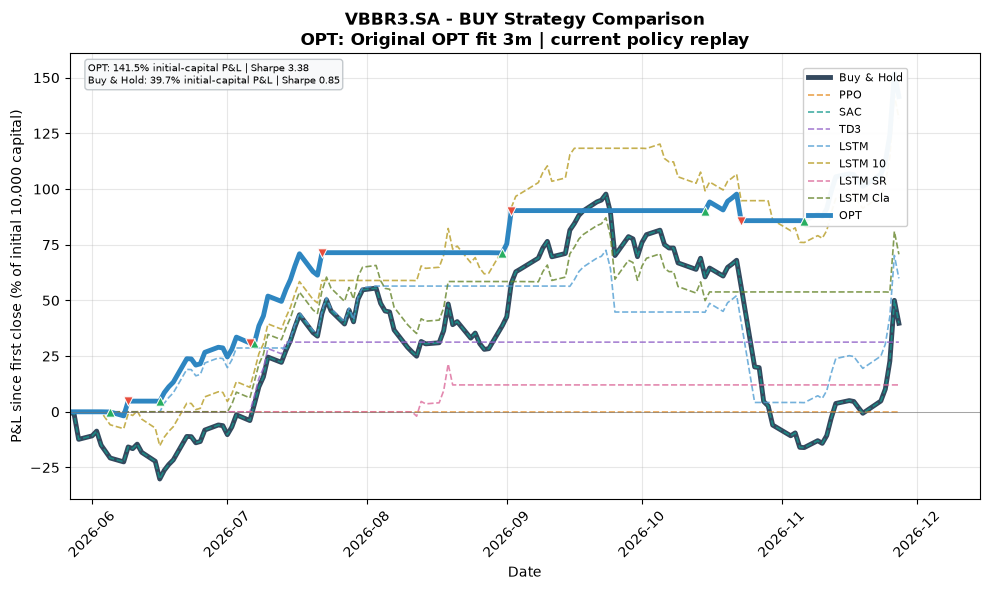 VBBR3.SA - BUY Strategy Comparison
OPT: Original OPT fit 3m | current policy replay
OPT: 141.5% initial-capital P&L | Sharpe 3.38
Buy & Hold: 39.7% initial-capital P&L | Sharpe 0.85
Buy & Hold
PPO
SAC
TD3
LSTM
LSTM 10
LSTM SR
LSTM Cla
OPT
P&L since first close (% of initial 10,000 capital)
150
125
100
75
50
25
0
−25
2026-06
2026-07
2026-08
2026-09
2026-10
2026-11
2026-12
Date